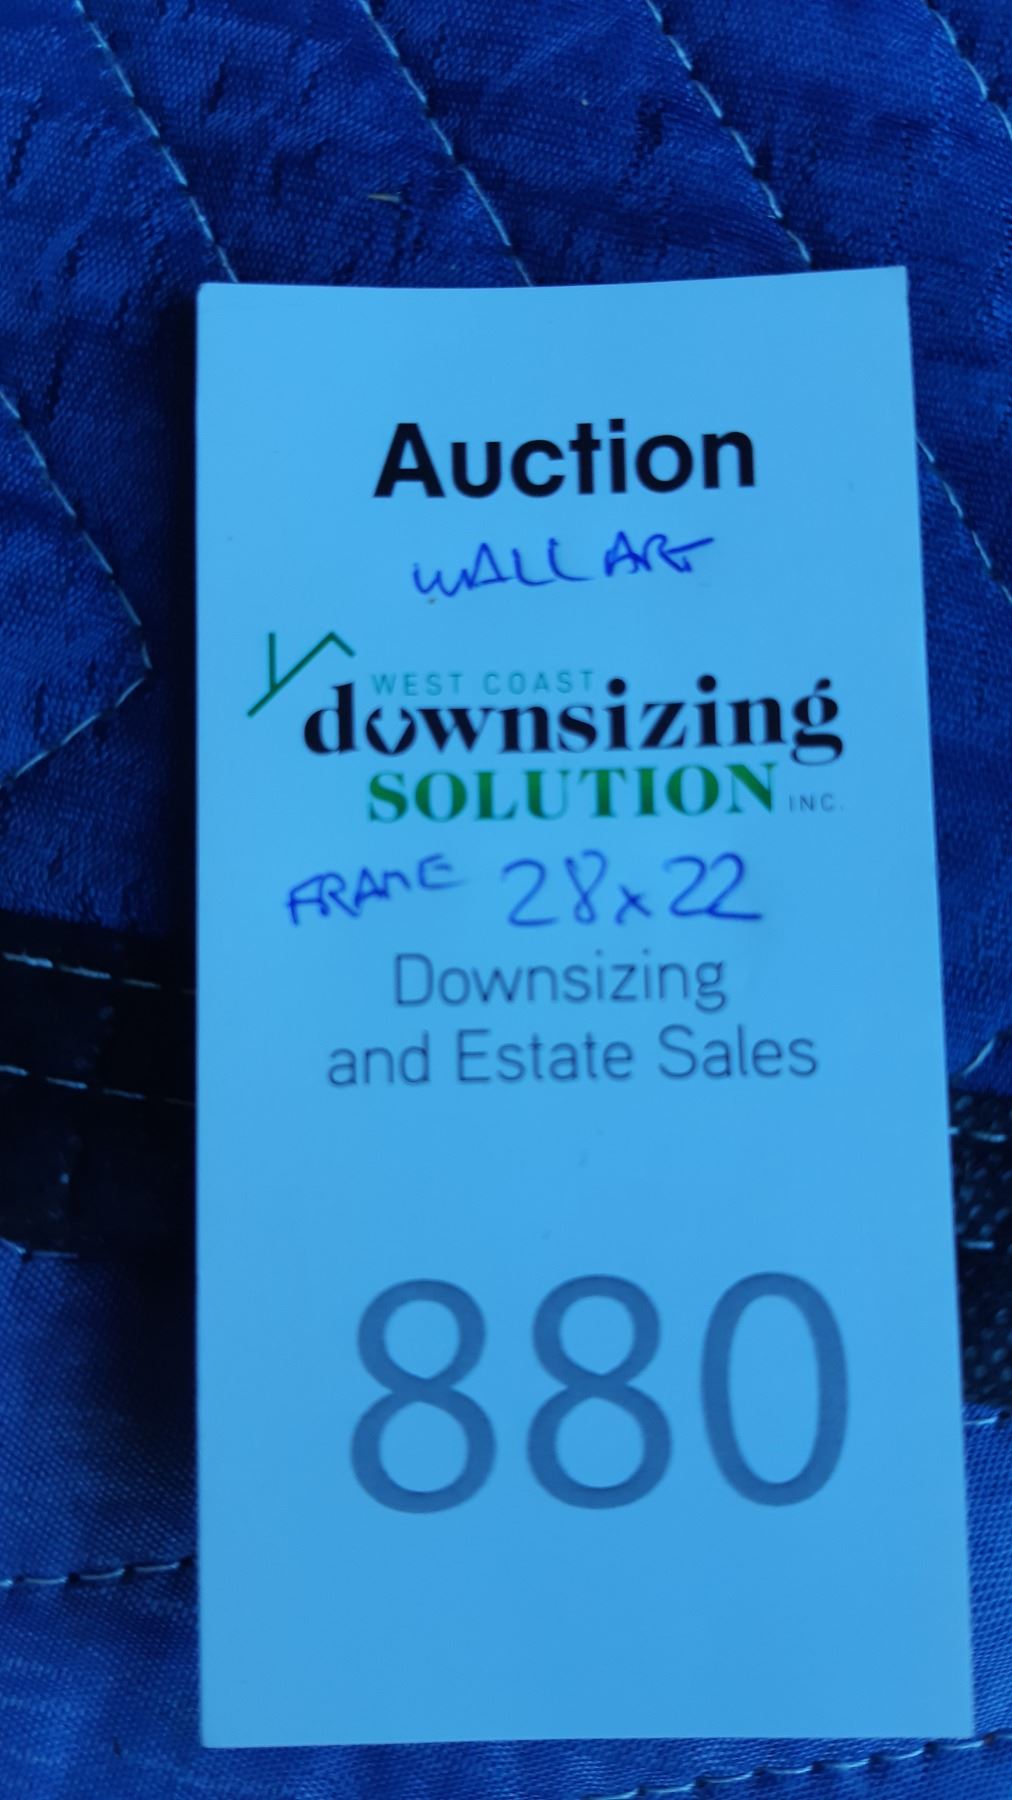 Auction
WALL ART
WEST COAST
downsizing
SOLUTION INC.
FRAME 28x22
Downsizing
and Estate Sales
880